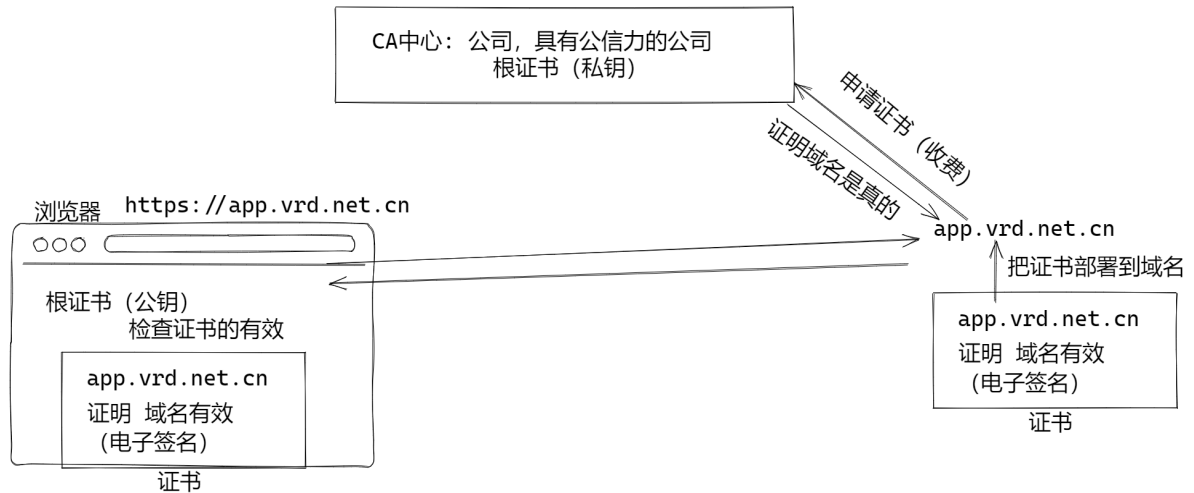 CA中心: 公司，具有公信力的公司
根证书（私钥）
申请证书（收费）
证明域名是真的
浏览器
https://app.vrd.net.cn
app.vrd.net.cn
把证书部署到域名
根证书（公钥）
检查证书的有效
app.vrd.net.cn
证明 域名有效
（电子签名）
证书
app.vrd.net.cn
证明 域名有效
（电子签名）
证书